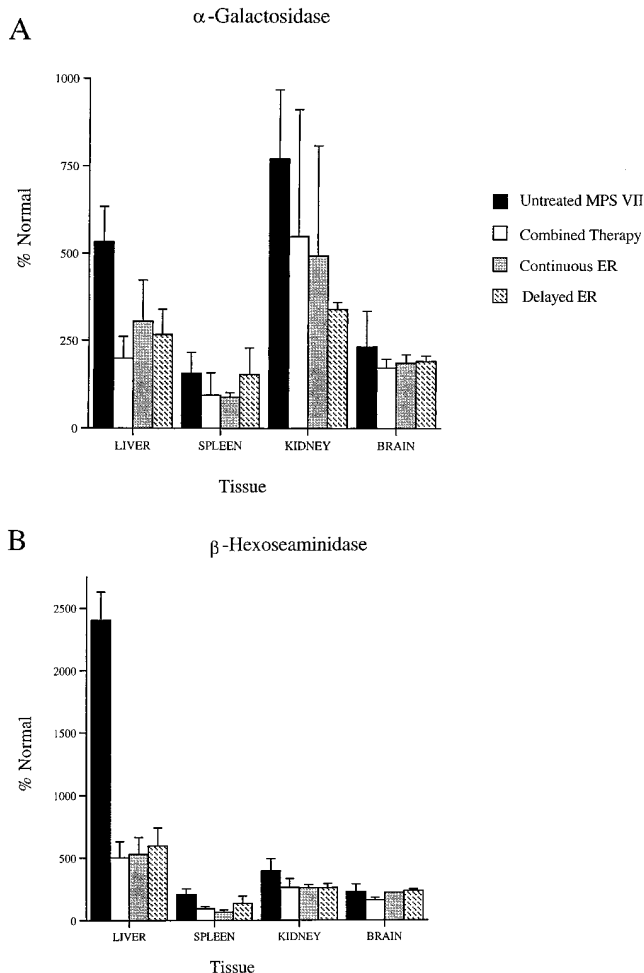 A
α-Galactosidase
1000
750
500
250
0
% Normal
LIVER SPLEEN KIDNEY BRAIN
Tissue
Untreated MPS VII
Combined Therapy
Continuous ER
Delayed ER
B
β-Hexoseaminidase
2500
2000
1500
1000
500
0
% Normal
LIVER SPLEEN KIDNEY BRAIN
Tissue